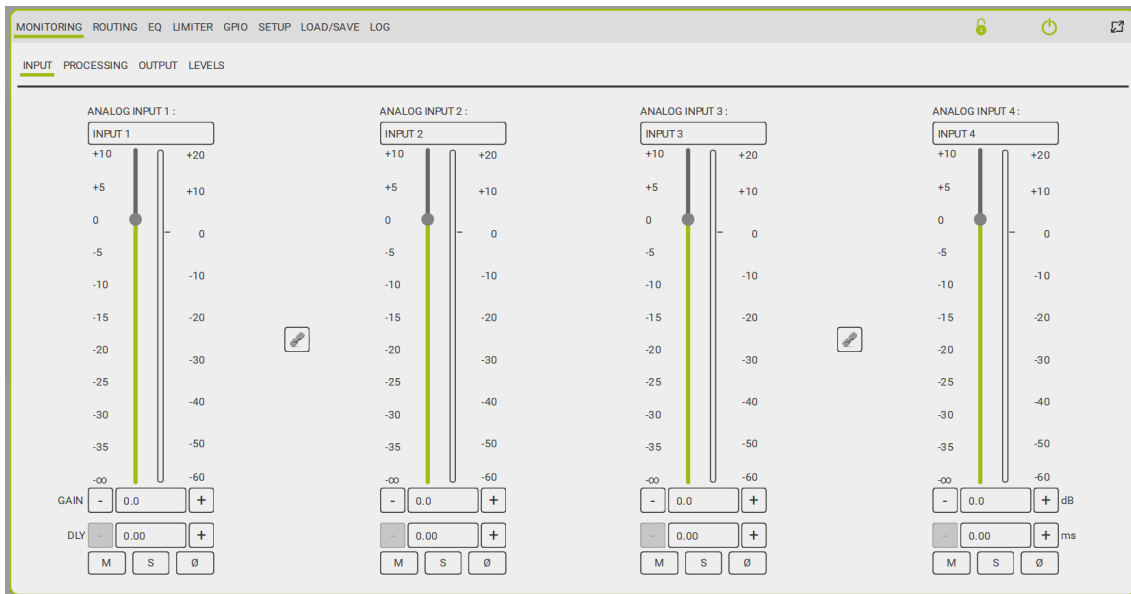 MONITORING ROUTING EQ LIMITER GPIO SETUP LOAD/SAVE LOG
INPUT PROCESSING OUTPUT LEVELS
ANALOG INPUT 1 : ANALOG INPUT 2 : ANALOG INPUT 3 : ANALOG INPUT 4 :
INPUT 1 INPUT 2 INPUT 3 INPUT 4
+10 +20 +10 +20 +10 +20 +10 +20
+5 +10 +5 +10 +5 +10 +5 +10
0 0 0 0
0 0 0 0
-5 -5 -5 -5
-10 -10 -10 -10
-10 -10 -10 -10
-15 -20 -15 -20 -15 -20 -15 -20
-20 -20 -20 -20
-30 -30 -30 -30
-25 -25 -25 -25
-40 -40 -40 -40
-30 -30 -30 -30
-35 -50 -35 -50 -35 -50 -35 -50
-∞ -60 -∞ -60 -∞ -60 -∞ -60
GAIN - 0.0 + - 0.0 + - 0.0 + - 0.0 + dB
DLY - 0.00 + - 0.00 + - 0.00 + - 0.00 + ms
M S Ø M S Ø M S Ø M S Ø